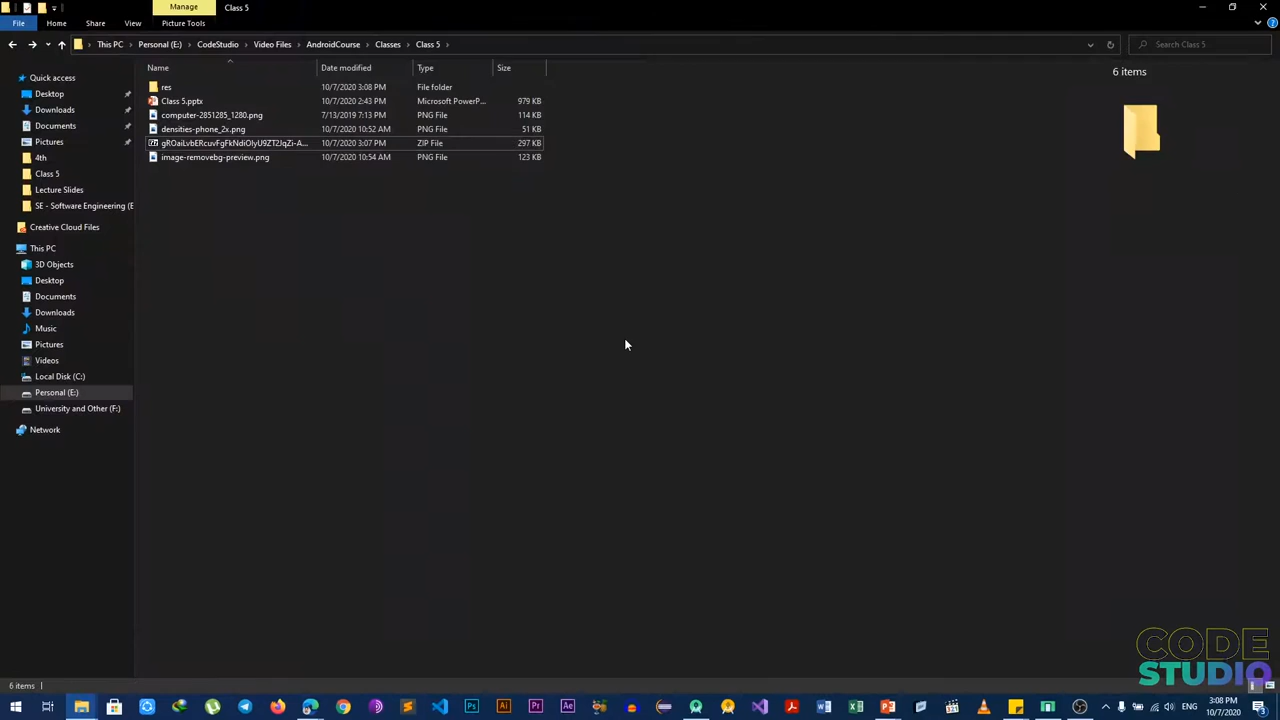 Manage
Class 5
File
Home
Share
View
Picture Tools
This PC
Personal (E:)
CodeStudio
Video Files
AndroidCourse
Classes
Class 5
Search Class 5
Name
Date modified
Type
Size
6 items
res
10/7/2020 3:08 PM
File folder
Class 5.pptx
10/7/2020 2:43 PM
Microsoft PowerP...
979 KB
computer-2851285_1280.png
7/13/2019 7:13 PM
PNG File
114 KB
densities-phone_2x.png
10/7/2020 10:52 AM
PNG File
51 KB
10/7/2020 3:07 PM
ZIP File
297 KB
image-removebg-preview.png
10/7/2020 10:54 AM
PNG File
123 KB
Quick access
Desktop
Downloads
Documents
Pictures
4th
Class 5
Lecture Slides
SE - Software Engineering (E
Creative Cloud Files
This PC
3D Objects
Desktop
Documents
Downloads
Music
Pictures
Videos
Local Disk (C:)
Personal (E:)
University and Other (F:)
Network
CODE
STUDIO
6 items
Ps
Ai
Pr
Ae
ENG
3:08 PM
10/7/2020